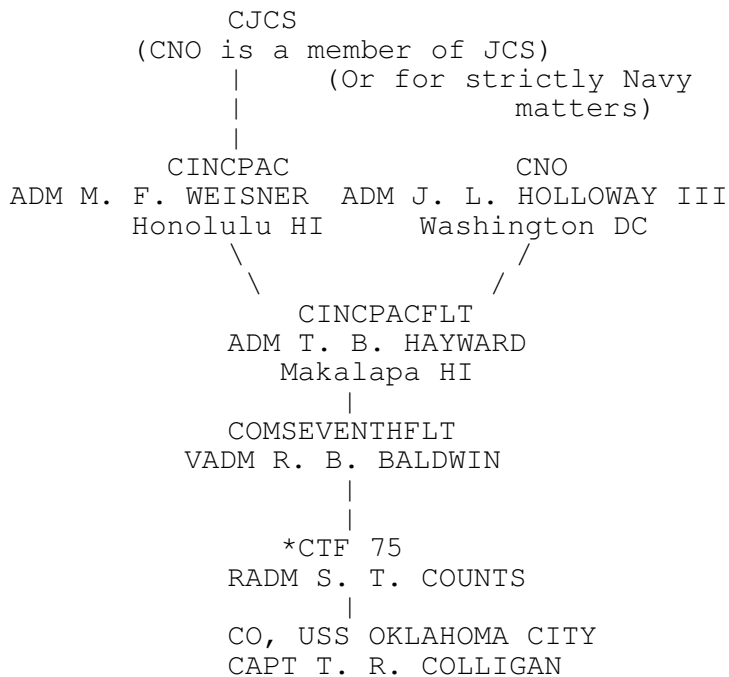 CJCS
(CNO is a member of JCS)
(Or for strictly Navy
matters)
CINCPAC CNO
ADM M. F. WEISNER ADM J. L. HOLLOWAY III
Honolulu HI Washington DC
CINCPACFLT
ADM T. B. HAYWARD
Makalapa HI
COMSEVENTHFLT
VADM R. B. BALDWIN
*CTF 75
RADM S. T. COUNTS
CO, USS OKLAHOMA CITY
CAPT T. R. COLLIGAN